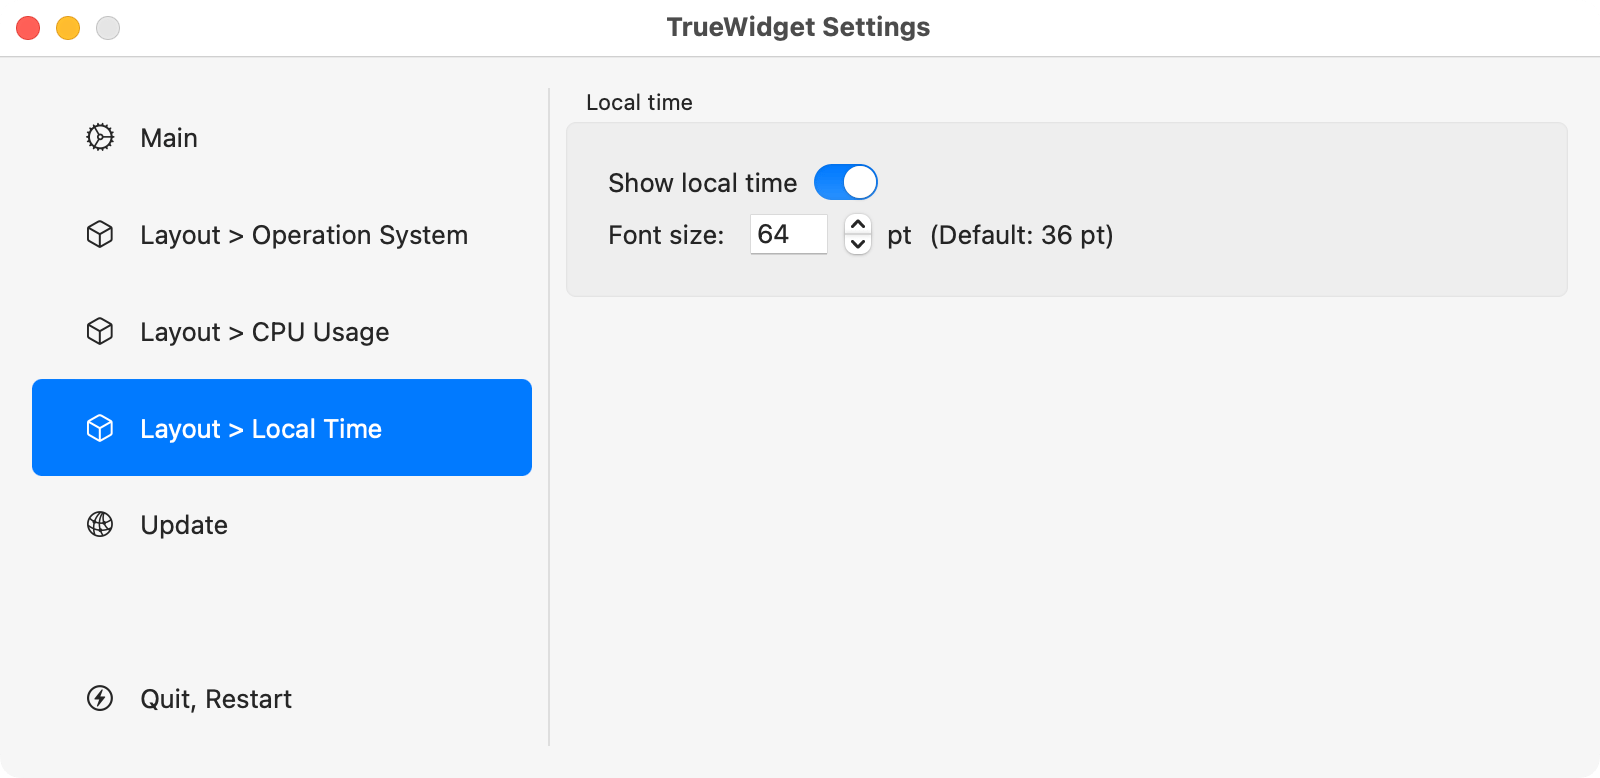 TrueWidget Settings
Main
Layout > Operation System
Layout > CPU Usage
Layout > Local Time
Update
Quit, Restart
Local time
Show local time
Font size: 64 pt (Default: 36 pt)